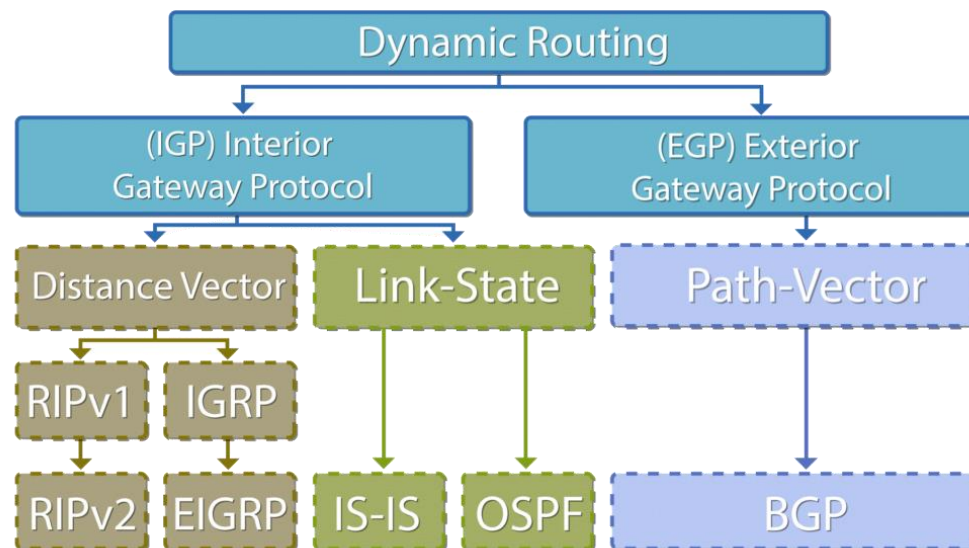 Dynamic Routing
(IGP) Interior
Gateway Protocol
(EGP) Exterior
Gateway Protocol
Distance Vector
Link-State
Path-Vector
RIPv1
IGRP
RIPv2
EIGRP
IS-IS
OSPF
BGP